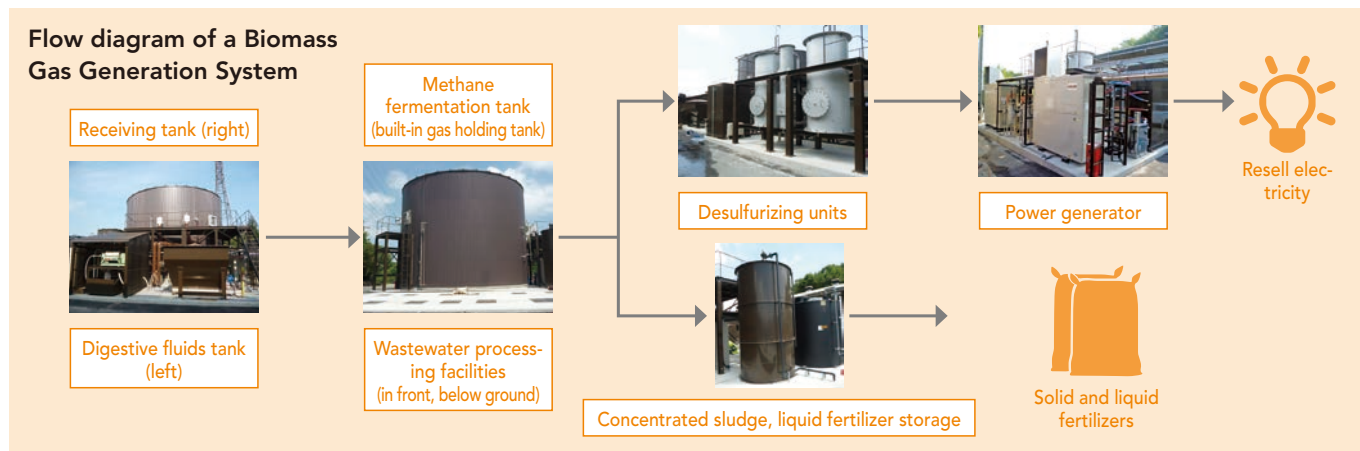 Flow diagram of a Biomass
Gas Generation System
Receiving tank (right)
Digestive fluids tank
(left)
Methane
fermentation tank
(built-in gas holding tank)
Wastewater process-
ing facilities
(in front, below ground)
Desulfurizing units
Power generator
Resell elec-
tricity
Concentrated sludge, liquid fertilizer storage
Solid and liquid
fertilizers